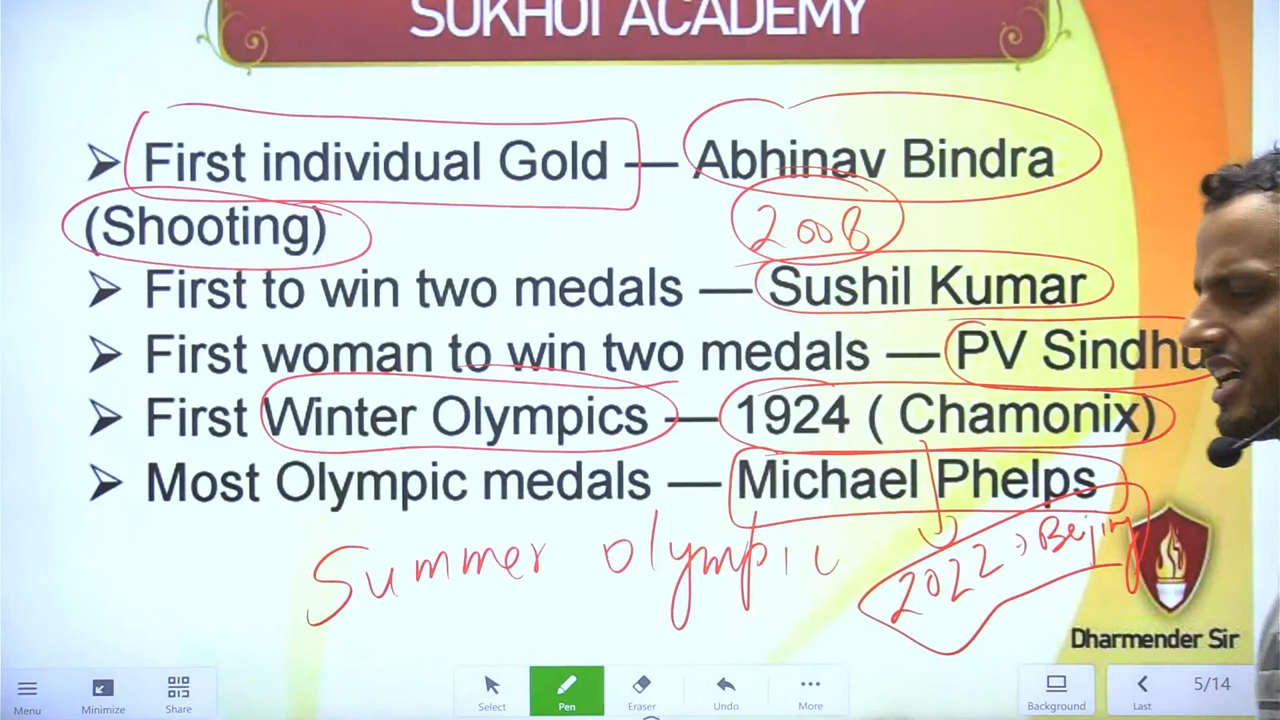 SUKHOI ACADEMY
➢ First individual Gold — Abhinav Bindra
(Shooting)
2008
➢ First to win two medals — Sushil Kumar
➢ First woman to win two medals — PV Sindhu
➢ First Winter Olympics — 1924 ( Chamonix)
➢ Most Olympic medals — Michael Phelps
Summer Olympic
2022 → Beijing
Dharmender Sir
Menu Minimize Share Select Pen Eraser Undo More Background Last 5/14